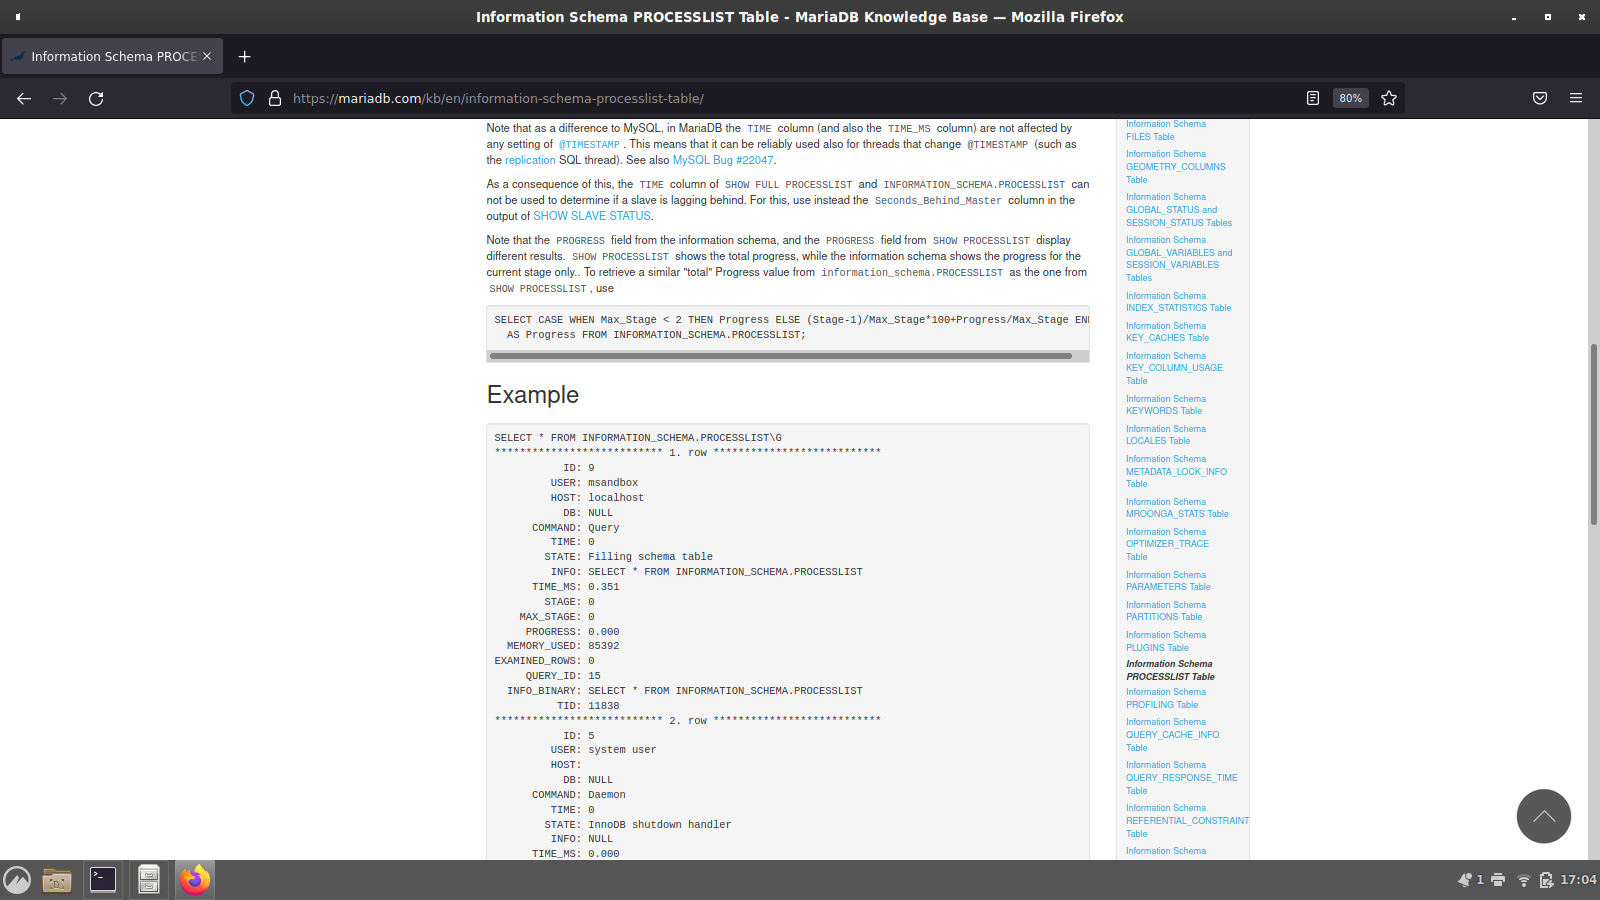 Information Schema PROCESSLIST Table - MariaDB Knowledge Base — Mozilla Firefox
Information Schema PROCE
https://mariadb.com/kb/en/information-schema-processlist-table/
80%
Note that as a difference to MySQL, in MariaDB the TIME column (and also the TIME_MS column) are not affected by
any setting of @TIMESTAMP. This means that it can be reliably used also for threads that change @TIMESTAMP (such as
the replication SQL thread). See also MySQL Bug #22047.
As a consequence of this, the TIME column of SHOW FULL PROCESSLIST and INFORMATION_SCHEMA.PROCESSLIST can
not be used to determine if a slave is lagging behind. For this, use instead the Seconds_Behind_Master column in the
output of SHOW SLAVE STATUS.
Note that the PROGRESS field from the information schema, and the PROGRESS field from SHOW PROCESSLIST display
different results. SHOW PROCESSLIST shows the total progress, while the information schema shows the progress for the
current stage only.. To retrieve a similar "total" Progress value from information_schema.PROCESSLIST as the one from
SHOW PROCESSLIST, use
SELECT CASE WHEN Max_Stage < 2 THEN Progress ELSE (Stage-1)/Max_Stage*100+Progress/Max_Stage END
AS Progress FROM INFORMATION_SCHEMA.PROCESSLIST;
Example
SELECT * FROM INFORMATION_SCHEMA.PROCESSLIST\G
*************************** 1. row ***************************
ID: 9
USER: msandbox
HOST: localhost
DB: NULL
COMMAND: Query
TIME: 0
STATE: Filling schema table
INFO: SELECT * FROM INFORMATION_SCHEMA.PROCESSLIST
TIME_MS: 0.351
STAGE: 0
MAX_STAGE: 0
PROGRESS: 0.000
MEMORY_USED: 85392
EXAMINED_ROWS: 0
QUERY_ID: 15
INFO_BINARY: SELECT * FROM INFORMATION_SCHEMA.PROCESSLIST
TID: 11838
*************************** 2. row ***************************
ID: 5
USER: system user
HOST:
DB: NULL
COMMAND: Daemon
TIME: 0
STATE: InnoDB shutdown handler
INFO: NULL
TIME_MS: 0.000
Information Schema
FILES Table
Information Schema
GEOMETRY_COLUMNS
Table
Information Schema
GLOBAL_STATUS and
SESSION_STATUS Tables
Information Schema
GLOBAL_VARIABLES and
SESSION_VARIABLES
Tables
Information Schema
INDEX_STATISTICS Table
Information Schema
KEY_CACHES Table
Information Schema
KEY_COLUMN_USAGE
Table
Information Schema
KEYWORDS Table
Information Schema
LOCALES Table
Information Schema
METADATA_LOCK_INFO
Table
Information Schema
MROONGA_STATS Table
Information Schema
OPTIMIZER_TRACE
Table
Information Schema
PARAMETERS Table
Information Schema
PARTITIONS Table
Information Schema
PLUGINS Table
Information Schema
PROCESSLIST Table
Information Schema
PROFILING Table
Information Schema
QUERY_CACHE_INFO
Table
Information Schema
QUERY_RESPONSE_TIME
Table
Information Schema
REFERENTIAL_CONSTRAINT
Table
Information Schema
1
17:04